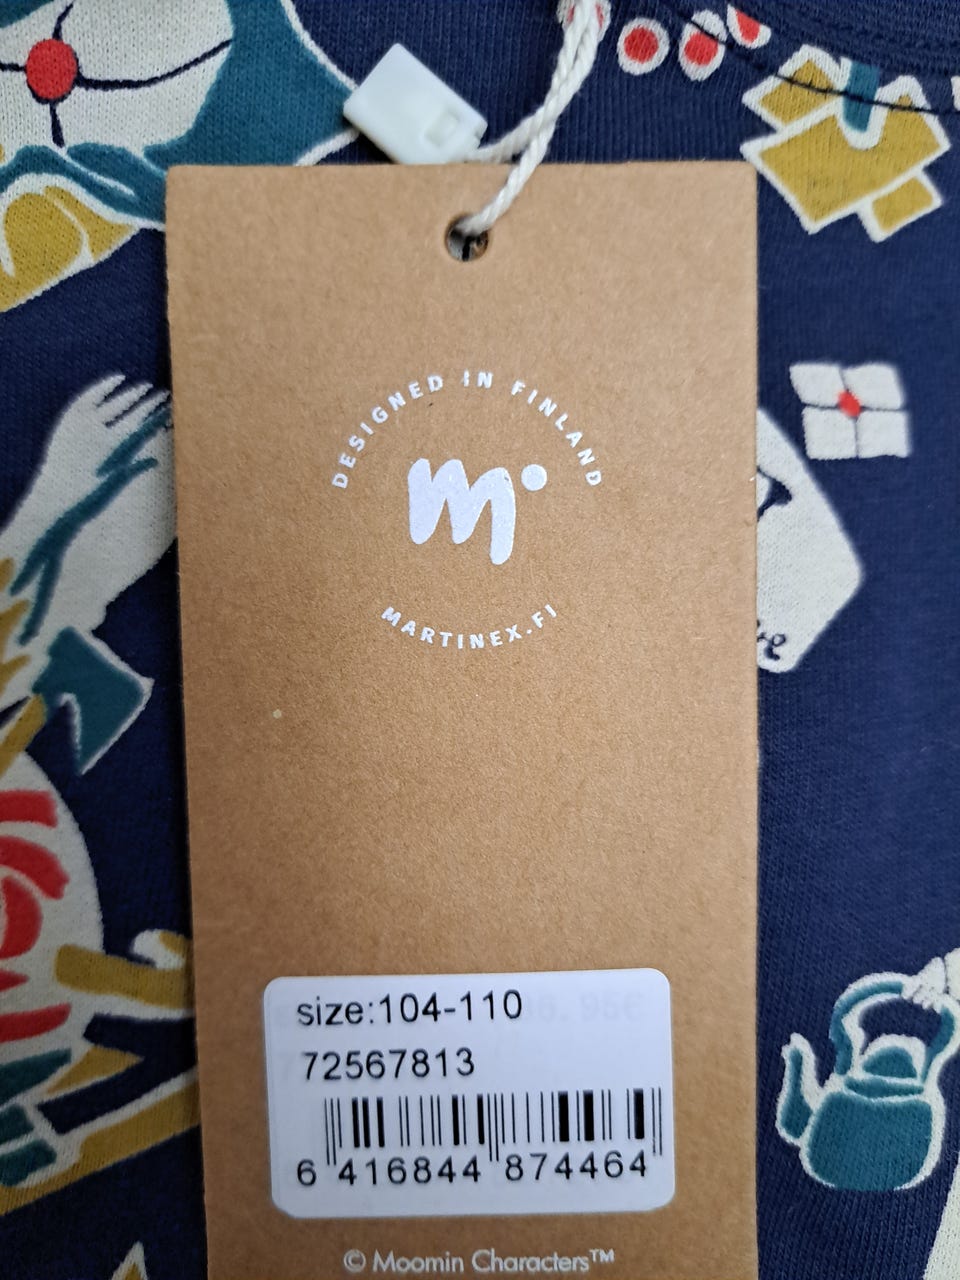 DESIGNED IN FINLAND
m
MARTINEX.FI
size:104-110
72567813
6 416844 874464
© Moomin Characters™